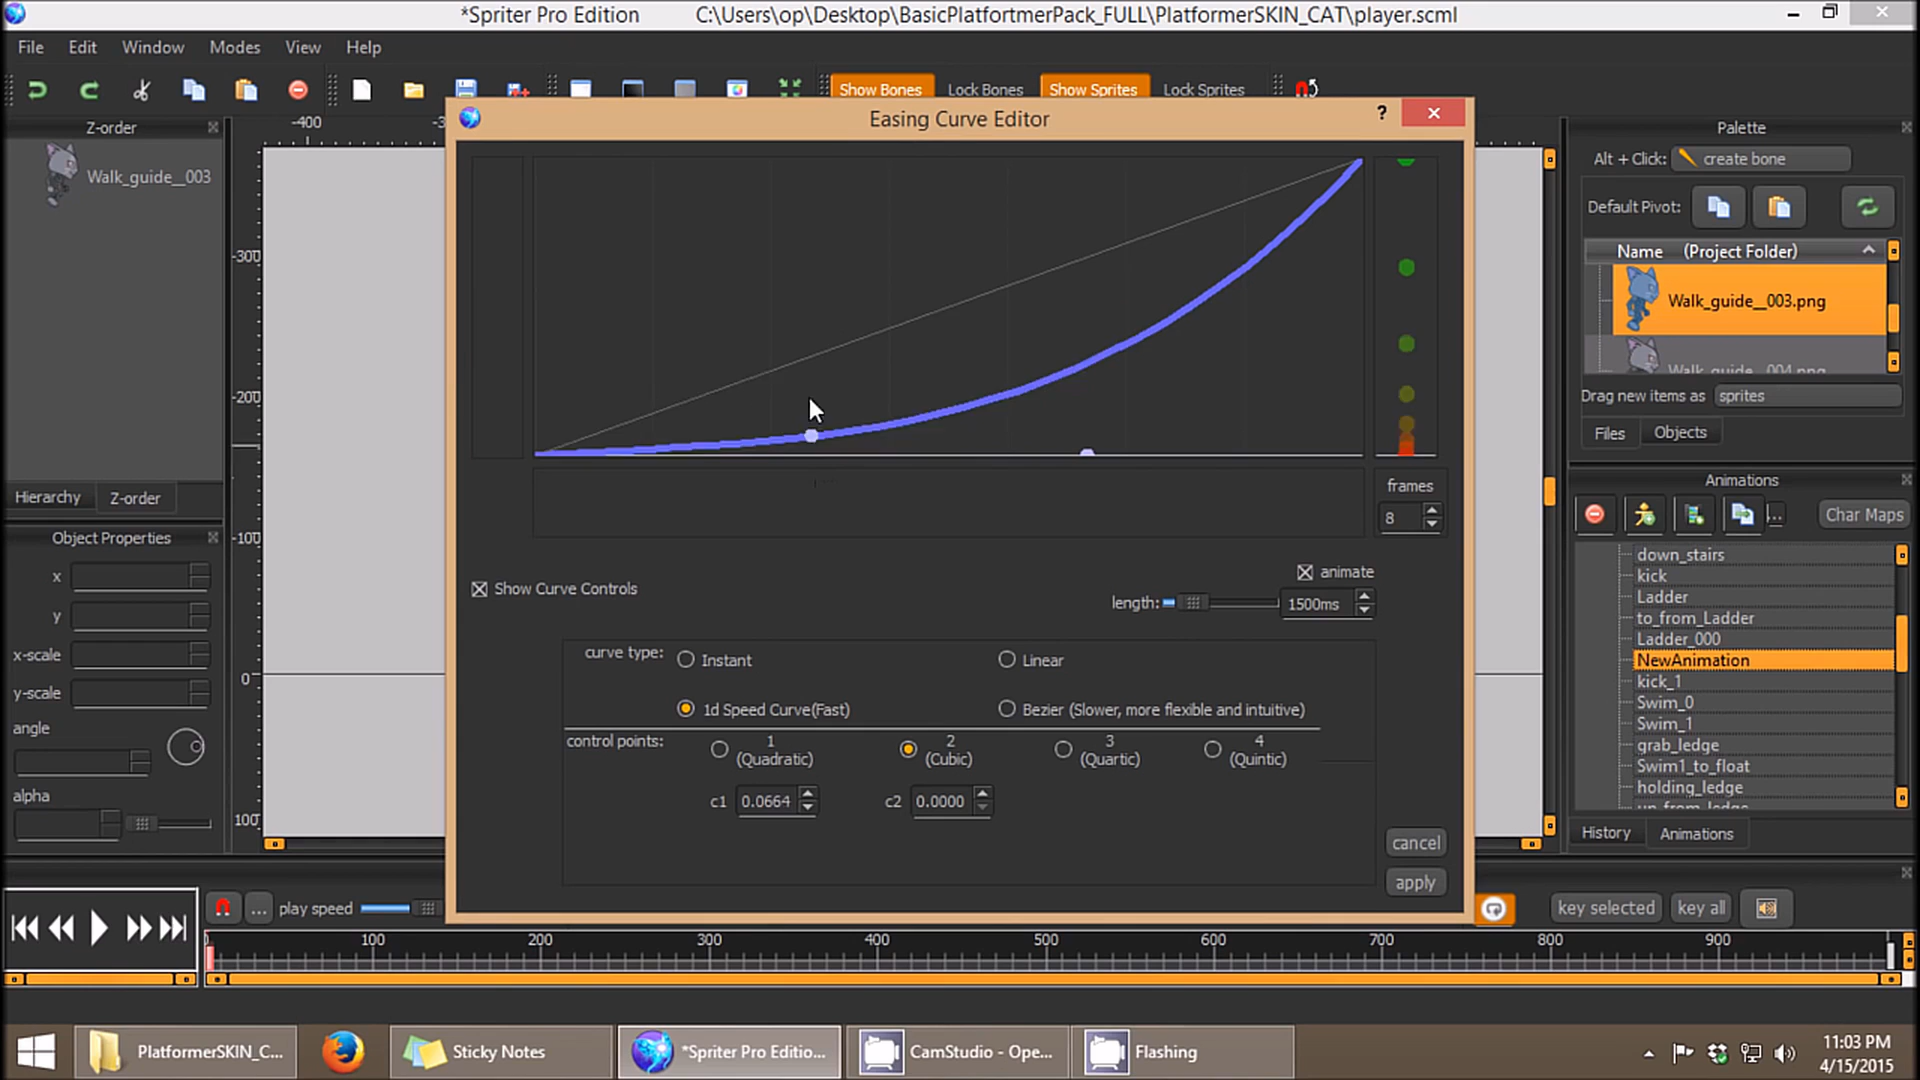 *Spriter Pro Edition C:\Users\op\Desktop\BasicPlatfortmerPack_FULL\PlatformerSKIN_CAT\player.scml
File Edit Window Modes View Help
Show Bones Lock Bones Show Sprites Lock Sprites
Z-order
Walk_guide__003
Hierarchy Z-order
Object Properties
x
y
x-scale
y-scale
angle
alpha
-400
-300
-200
-100
0
100
Easing Curve Editor
?
frames
8
Show Curve Controls
animate
length: 1500ms
curve type: Instant Linear
1d Speed Curve(Fast) Bezier (Slower, more flexible and intuitive)
control points: 1 (Quadratic) 2 (Cubic) 3 (Quartic) 4 (Quintic)
c1 0.0664 c2 0.0000
cancel
apply
Palette
Alt + Click: create bone
Default Pivot:
Name (Project Folder)
Walk_guide__003.png
Walk_guide__004.png
Drag new items as sprites
Files Objects
Animations
... Char Maps
down_stairs
kick
Ladder
to_from_Ladder
Ladder_000
NewAnimation
kick_1
Swim_0
Swim_1
grab_ledge
Swim1_to_float
holding_ledge
up_from_ledge
History Animations
... play speed
key selected key all
100 200 300 400 500 600 700 800 900
PlatformerSKIN_C... Sticky Notes *Spriter Pro Editio... CamStudio - Ope... Flashing
11:03 PM
4/15/2015